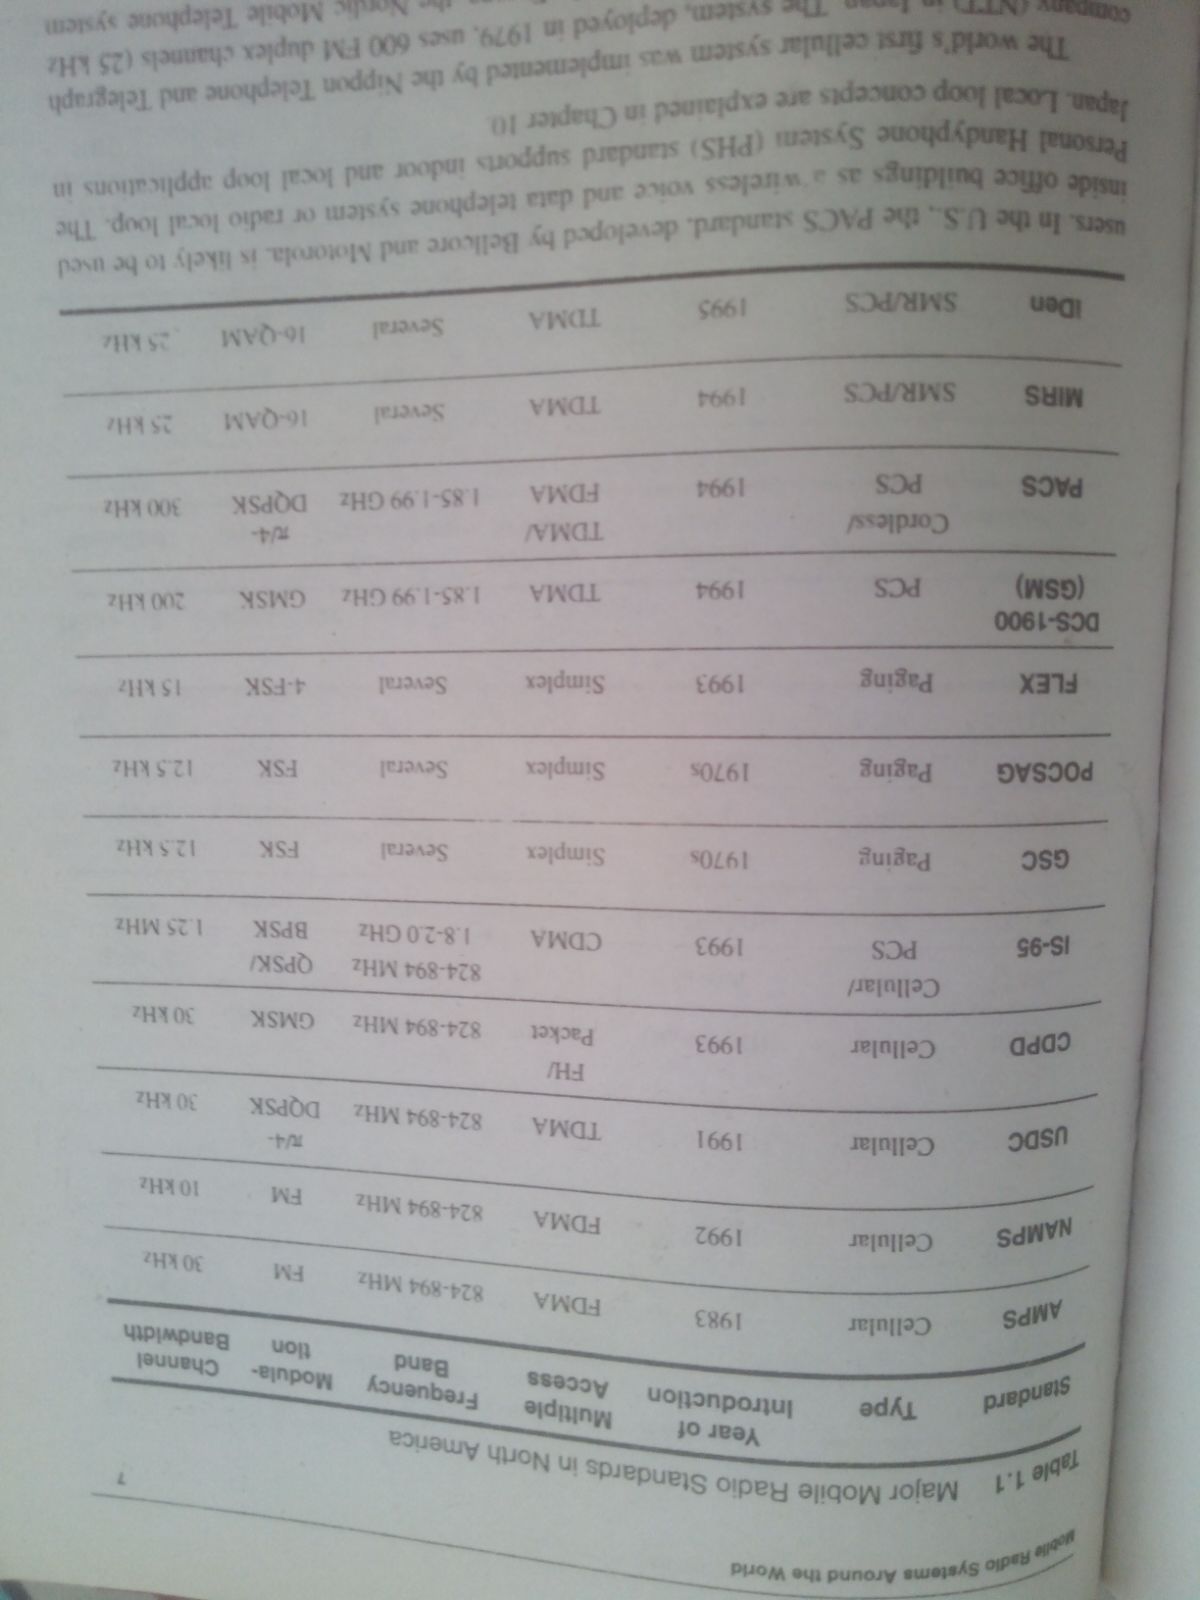 Mobile Radio Systems Around the World
7
Table 1.1 Major Mobile Radio Standards in North America
Standard Type Year of Introduction Multiple Access Frequency Band Modula-tion Channel Bandwidth
AMPS Cellular 1983 FDMA 824-894 MHz FM 30 kHz
NAMPS Cellular 1992 FDMA 824-894 MHz FM 10 kHz
USDC Cellular 1991 TDMA 824-894 MHz π/4-DQPSK 30 kHz
CDPD Cellular 1993 FH/Packet 824-894 MHz GMSK 30 kHz
IS-95 Cellular/PCS 1993 CDMA 824-894 MHz 1.8-2.0 GHz QPSK/BPSK 1.25 MHz
GSC Paging 1970s Simplex Several FSK 12.5 kHz
POCSAG Paging 1970s Simplex Several FSK 12.5 kHz
FLEX Paging 1993 Simplex Several 4-FSK 15 kHz
DCS-1900 (GSM) PCS 1994 TDMA 1.85-1.99 GHz GMSK 200 kHz
PACS Cordless/PCS 1994 TDMA/FDMA 1.85-1.99 GHz π/4-DQPSK 300 kHz
MIRS SMR/PCS 1994 TDMA Several 16-QAM 25 kHz
iDen SMR/PCS 1995 TDMA Several 16-QAM 25 kHz
users. In the U.S., the PACS standard, developed by Bellcore and Motorola, is likely to be used
inside office buildings as a wireless voice and data telephone system or radio local loop. The
Personal Handyphone System (PHS) standard supports indoor and local loop applications in
Japan. Local loop concepts are explained in Chapter 10.
The world's first cellular system was implemented by the Nippon Telephone and Telegraph
company (NTT) in Japan. The system, deployed in 1979, uses 600 FM duplex channels (25 kHz
the Nordic Mobile Telephone system